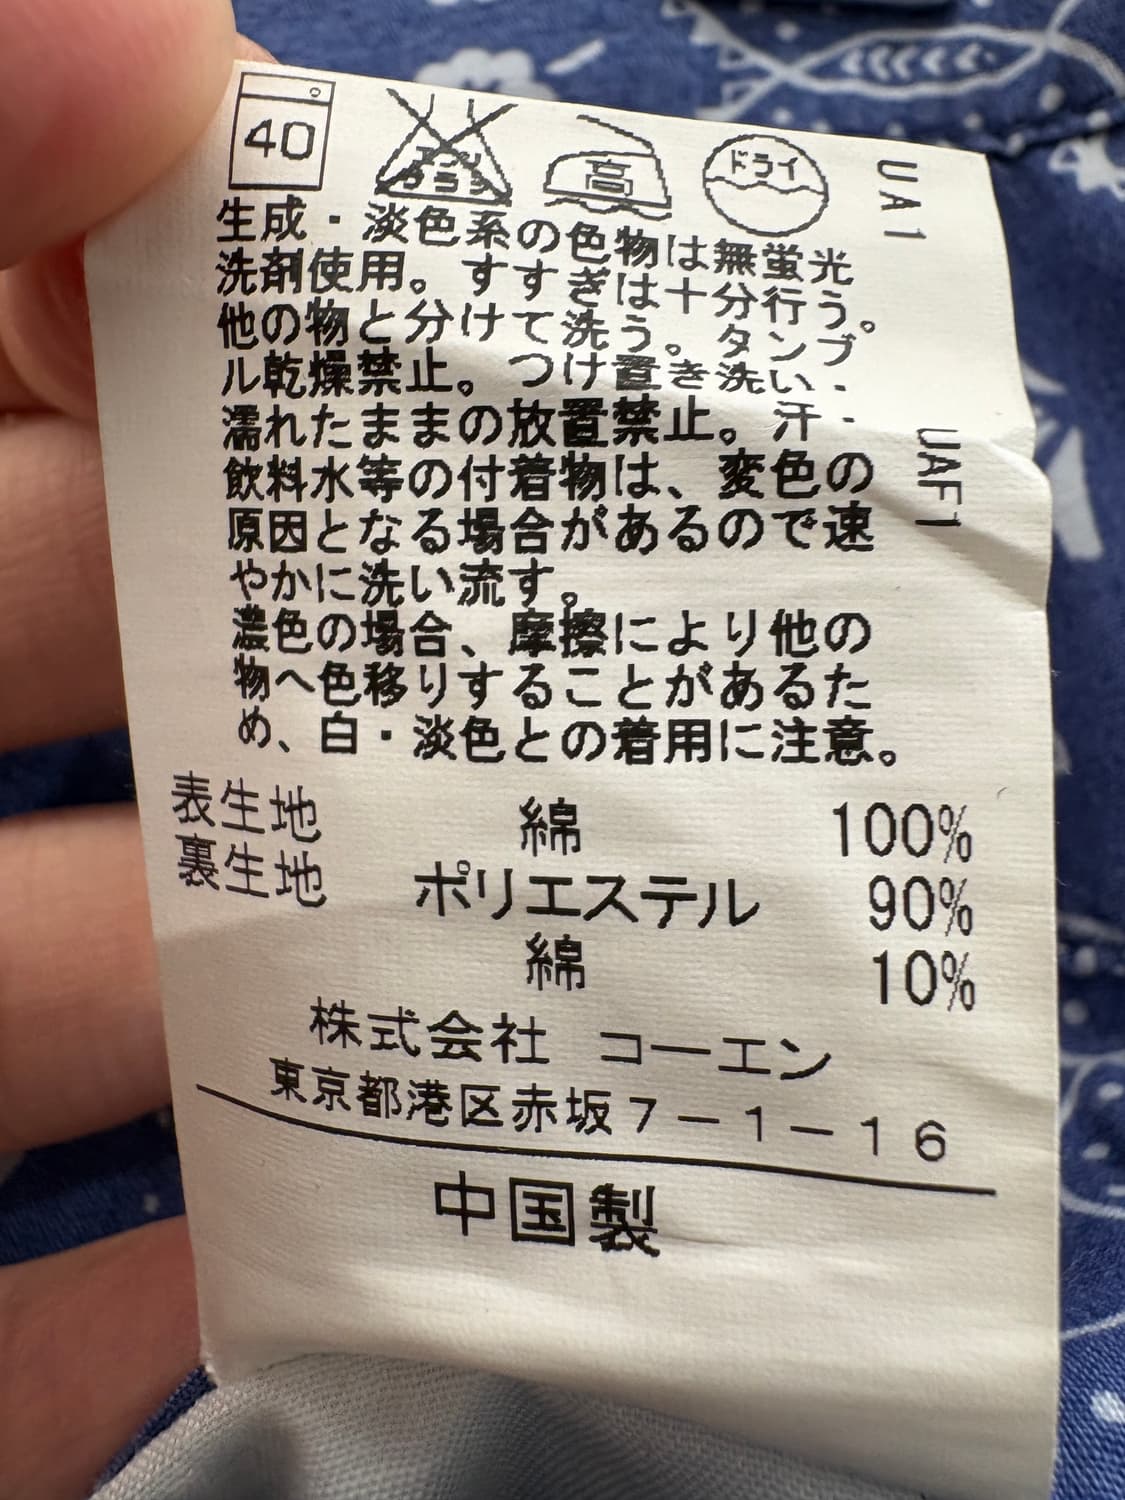 40
エンソ
サラシ
高
ドライ
UA1
生成・淡色系の色物は無蛍光
洗剤使用。すすぎは十分行う。
他の物と分けて洗う。タンブ
ル乾燥禁止。つけ置き洗い・
濡れたままの放置禁止。汗・
飲料水等の付着物は、変色の
原因となる場合があるので速
やかに洗い流す。
濃色の場合、摩擦により他の
物へ色移りすることがあるた
め、白・淡色との着用に注意。
UAF1
表生地 綿 100%
裏生地 ポリエステル 90%
綿 10%
株式会社 コーエン
東京都港区赤坂7-1-16
中国製